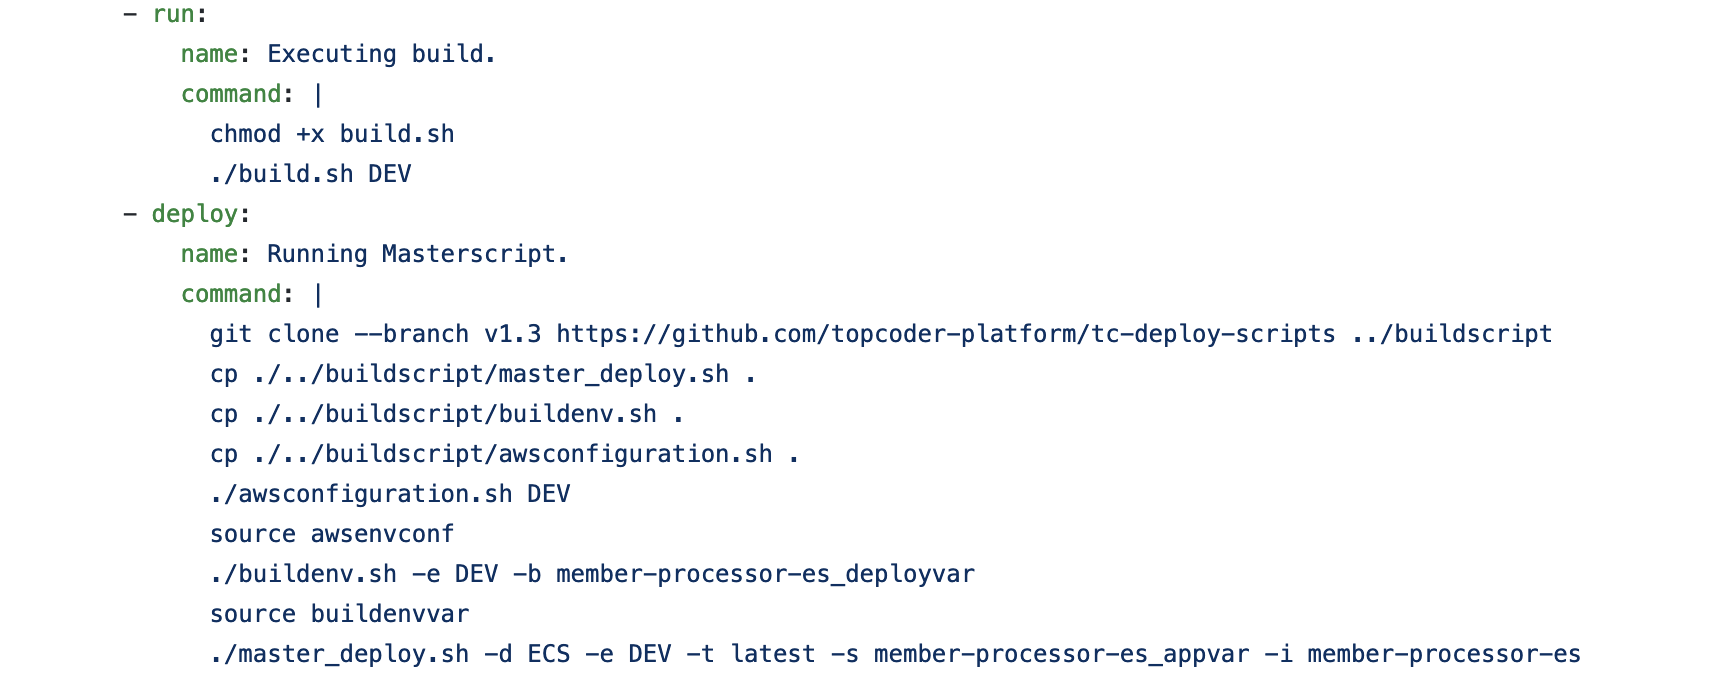 - run:
name: Executing build.
command: |
chmod +x build.sh
./build.sh DEV
- deploy:
name: Running Masterscript.
command: |
git clone --branch v1.3 https://github.com/topcoder-platform/tc-deploy-scripts ../buildscript
cp ./../buildscript/master_deploy.sh .
cp ./../buildscript/buildenv.sh .
cp ./../buildscript/awsconfiguration.sh .
./awsconfiguration.sh DEV
source awsenvconf
./buildenv.sh -e DEV -b member-processor-es_deployvar
source buildenvvar
./master_deploy.sh -d ECS -e DEV -t latest -s member-processor-es_appvar -i member-processor-es